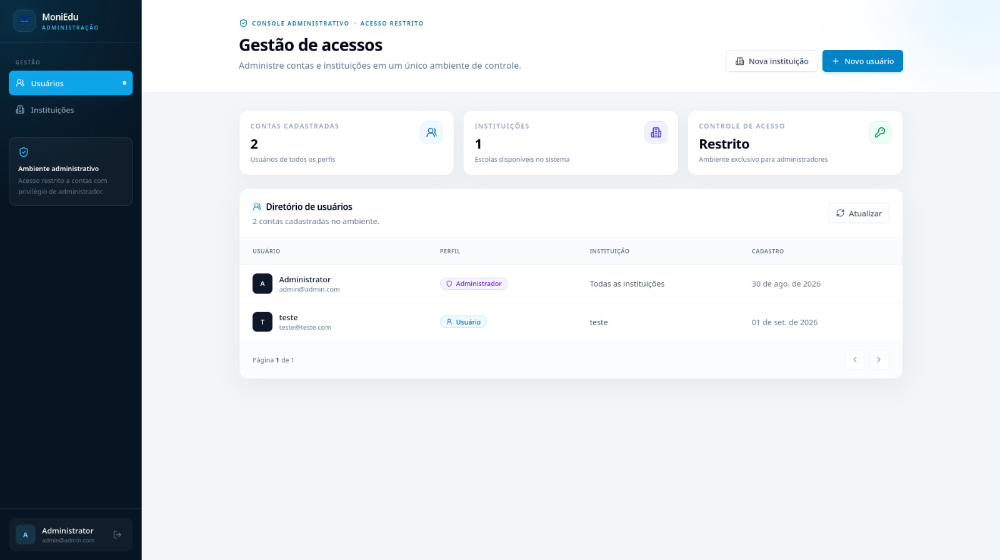 MoniEdu
ADMINISTRAÇÃO
GESTÃO
Usuários
Instituições
Ambiente administrativo
Acesso restrito a contas com
privilégio de administrador.
A
Administrator
admin@admin.com
CONSOLE ADMINISTRATIVO • ACESSO RESTRITO
Gestão de acessos
Administre contas e instituições em um único ambiente de controle.
Nova instituição
Novo usuário
CONTAS CADASTRADAS
2
Usuários de todos os perfis
INSTITUIÇÕES
1
Escolas disponíveis no sistema
CONTROLE DE ACESSO
Restrito
Ambiente exclusivo para administradores
Diretório de usuários
2 contas cadastradas no ambiente.
Atualizar
USUÁRIO PERFIL INSTITUIÇÃO CADASTRO
A Administrator Administrador Todas as instituições 30 de ago. de 2026
admin@admin.com
T teste Usuário teste 01 de set. de 2026
teste@teste.com
Página 1 de 1